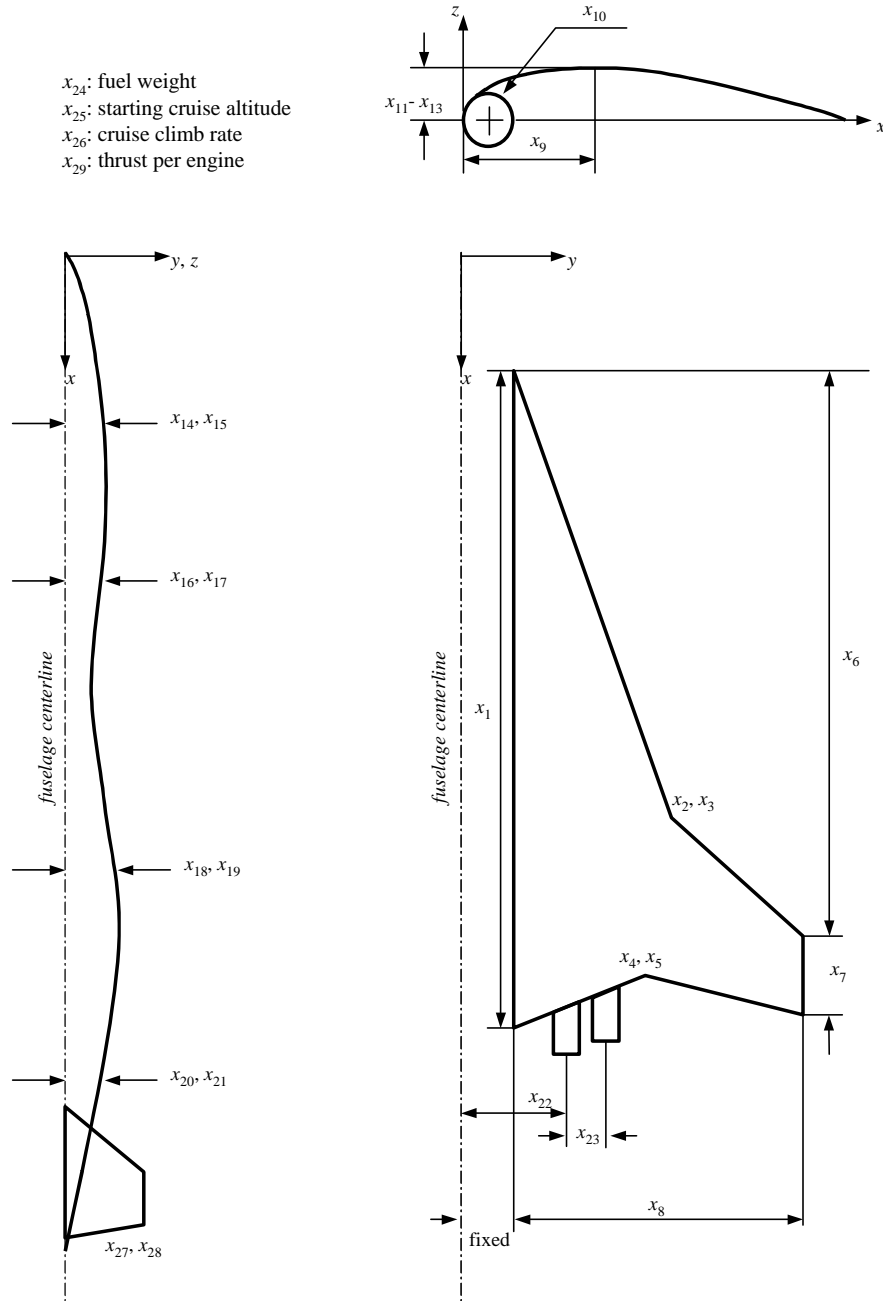 x24: fuel weight
x25: starting cruise altitude
x26: cruise climb rate
x29: thrust per engine
z
x10
x11- x13
x
x9
y, z
x
x14, x15
x16, x17
fuselage centerline
x18, x19
x20, x21
x27, x28
y
x
fuselage centerline
x1
x6
x2, x3
x4, x5
x7
x22
x23
x8
fixed